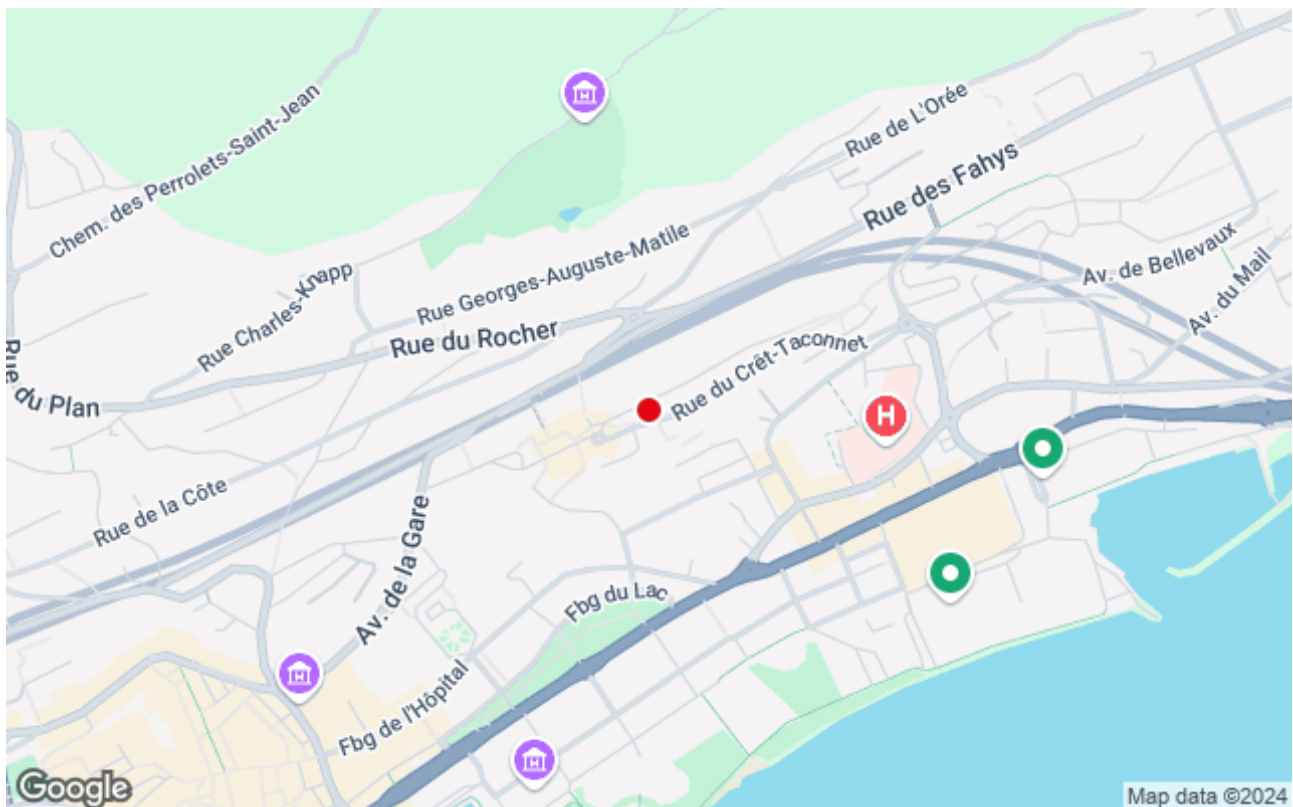 Chem. des Perrolets-Saint-Jean
Rue de L'Orée
Rue des Fahys
Rue Georges-Auguste-Matile
Rue Charles-Knapp
Av. de Bellevaux
Av. du Mail
Rue du Rocher
Rue du Plan
Rue du Crêt-Taconnet
H
Rue de la Côte
Av. de la Gare
Fbg du Lac
Fbg de l'Hôpital
Google
Map data ©2024